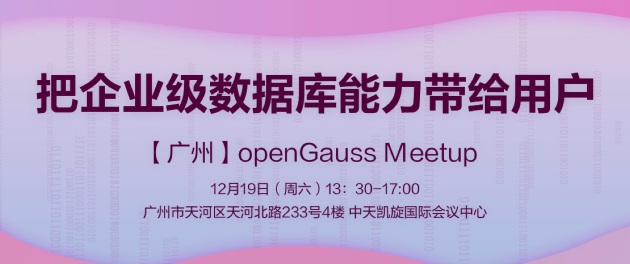 把企业级数据库能力带给用户
【广州】openGauss Meetup
12月19日（周六）13：30-17:00
广州市天河区天河北路233号4楼 中天凯旋国际会议中心